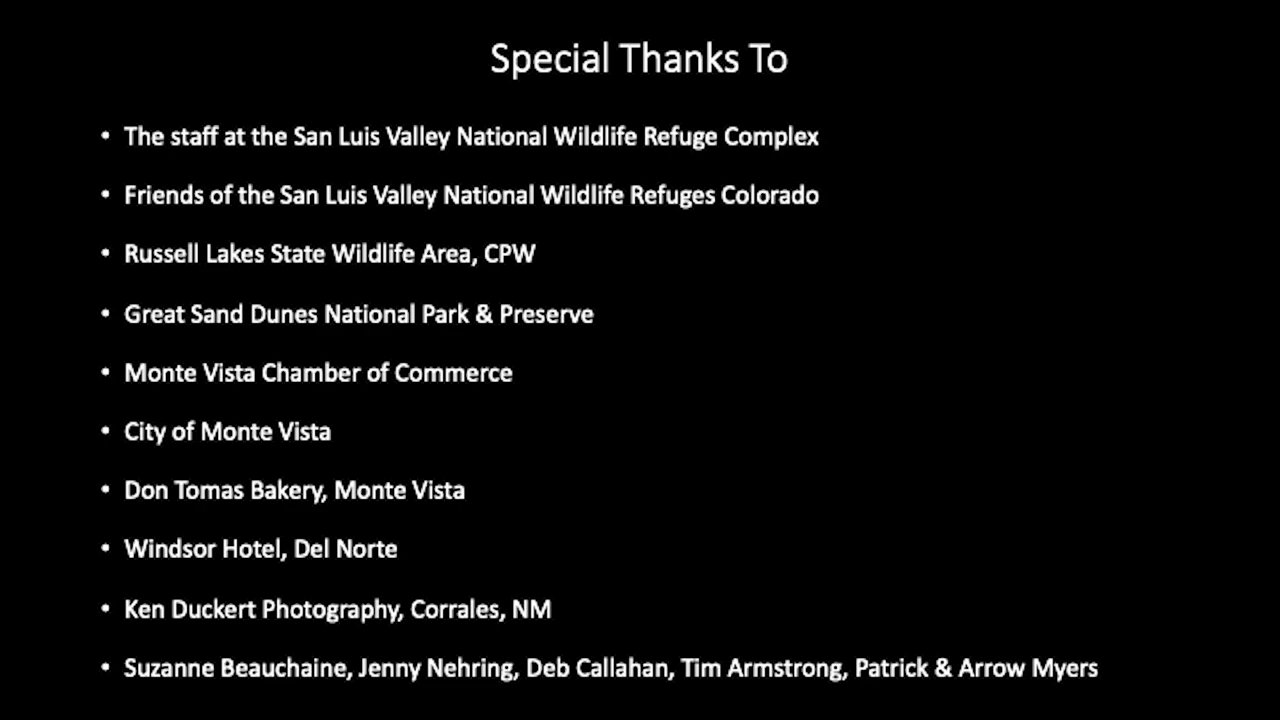 Special Thanks To
• The staff at the San Luis Valley National Wildlife Refuge Complex
• Friends of the San Luis Valley National Wildlife Refuges Colorado
• Russell Lakes State Wildlife Area, CPW
• Great Sand Dunes National Park & Preserve
• Monte Vista Chamber of Commerce
• City of Monte Vista
• Don Tomas Bakery, Monte Vista
• Windsor Hotel, Del Norte
• Ken Duckert Photography, Corrales, NM
• Suzanne Beauchaine, Jenny Nehring, Deb Callahan, Tim Armstrong, Patrick & Arrow Myers